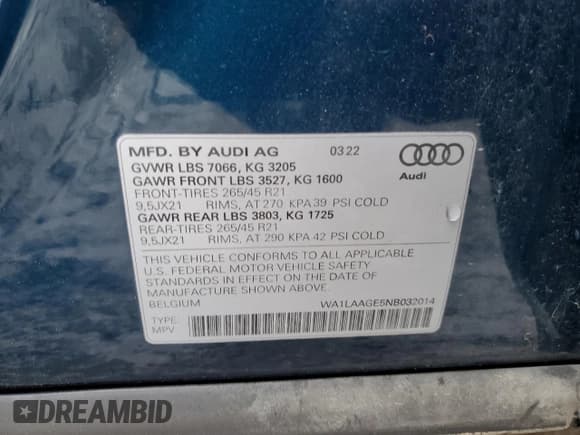 MFD. BY AUDI AG 03.22
Audi
GVWR LBS 7066, KG 3205
GAWR FRONT LBS 3527, KG 1600
FRONT-TIRES 265/45 R21
9,5JX21 RIMS, AT 270 KPA 39 PSI COLD
GAWR REAR LBS 3803, KG 1725
REAR-TIRES 265/45 R21
9,5JX21 RIMS, AT 290 KPA 42 PSI COLD
THIS VEHICLE CONFORMS TO ALL APPLICABLE
U.S. FEDERAL MOTOR VEHICLE SAFETY
STANDARDS IN EFFECT ON THE DATE OF
MANUFACTURE SHOWN ABOVE.
BELGIUM WA1LAAGE5NB032014
TYPE:
MPV
DREAMBID